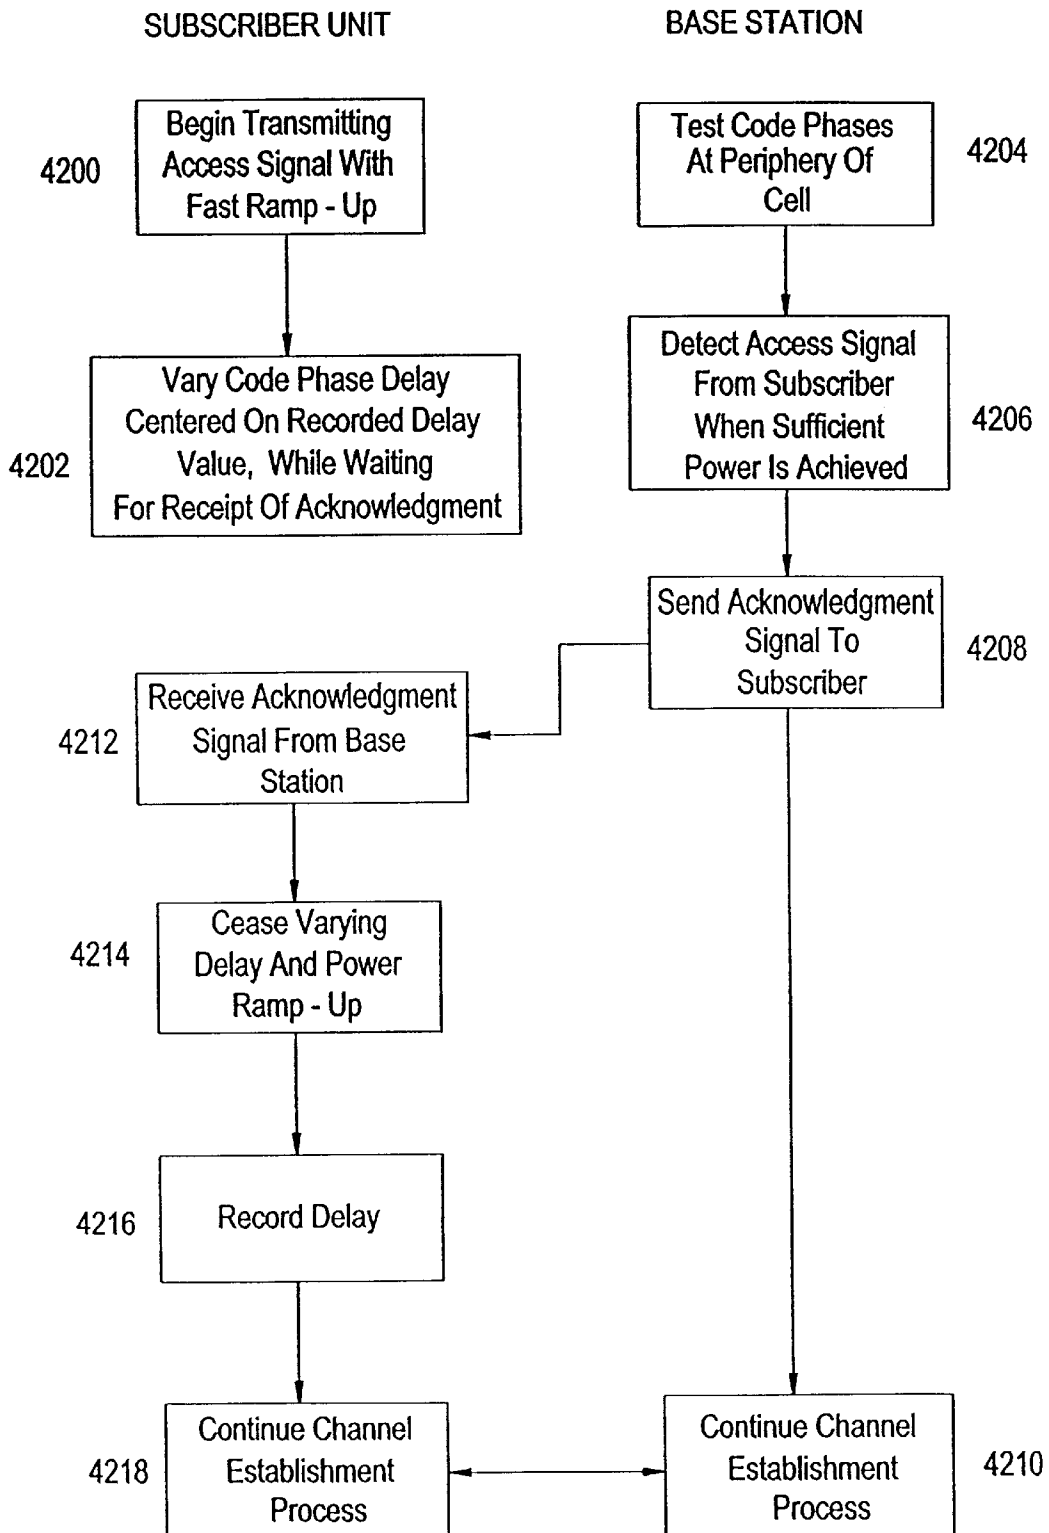 SUBSCRIBER UNIT
BASE STATION
4200
Begin Transmitting
Access Signal With
Fast Ramp - Up
Test Code Phases
At Periphery Of
Cell
4204
4202
Vary Code Phase Delay
Centered On Recorded Delay
Value, While Waiting
For Receipt Of Acknowledgment
Detect Access Signal
From Subscriber
When Sufficient
Power Is Achieved
4206
Send Acknowledgment
Signal To
Subscriber
4208
4212
Receive Acknowledgment
Signal From Base
Station
4214
Cease Varying
Delay And Power
Ramp - Up
4216
Record Delay
4218
Continue Channel
Establishment
Process
Continue Channel
Establishment
Process
4210